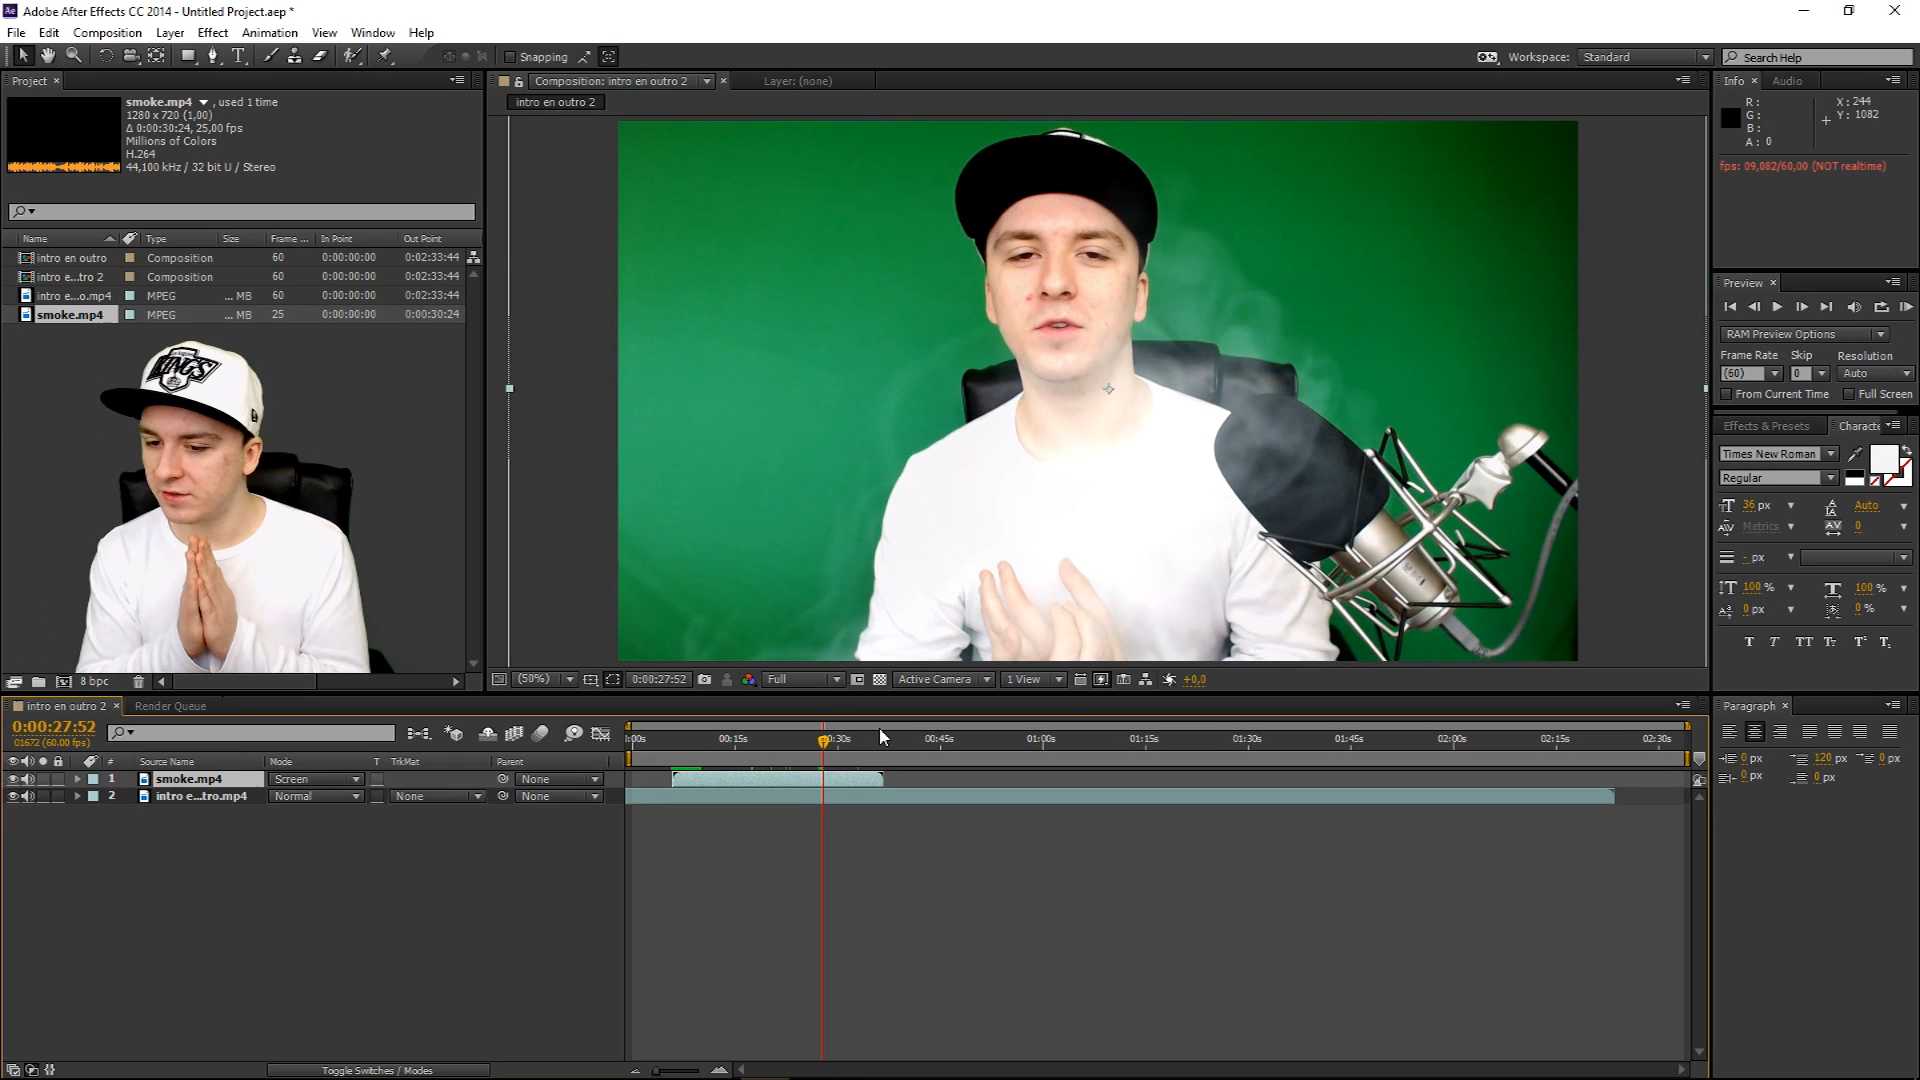 Adobe After Effects CC 2014 - Untitled Project.aep *
File Edit Composition Layer Effect Animation View Window Help
Snapping
Workspace: Standard
Search Help
Project
smoke.mp4 , used 1 time
1280 x 720 (1,00)
Δ 0:00:30:24, 25,00 fps
Millions of Colors
H.264
44,100 kHz / 32 bit U / Stereo
Name Type Size Frame ... In Point Out Point
intro en outro Composition 60 0:00:00:00 0:02:33:44
intro e...tro 2 Composition 60 0:00:00:00 0:02:33:44
intro e...o.mp4 MPEG ... MB 60 0:00:00:00 0:02:33:44
smoke.mp4 MPEG ... MB 25 0:00:00:00 0:00:30:24
KINGS
8 bpc
Composition: intro en outro 2
Layer: (none)
intro en outro 2
(50%) 0:00:27:52 Full Active Camera 1 View +0,0
Info Audio
R: X: 244
G: Y: 1082
B:
A: 0
fps: 09,082/60,00 (NOT realtime)
Preview
RAM Preview Options
Frame Rate Skip Resolution
(60) 0 Auto
From Current Time Full Screen
Effects & Presets Characte
Times New Roman
Regular
36 px Auto
Metrics 0
- px
100 % 100 %
0 px 0 %
T T TT Tt T¹ T₁
intro en outro 2 Render Queue
0:00:27:52
01672 (60.00 fps)
:00s 00:15s 00:30s 00:45s 01:00s 01:15s 01:30s 01:45s 02:00s 02:15s 02:30s
# Source Name Mode T TrkMat Parent
1 smoke.mp4 Screen None
2 intro e...tro.mp4 Normal None None
Toggle Switches / Modes
Paragraph
0 px 120 px 0 px
0 px 0 px